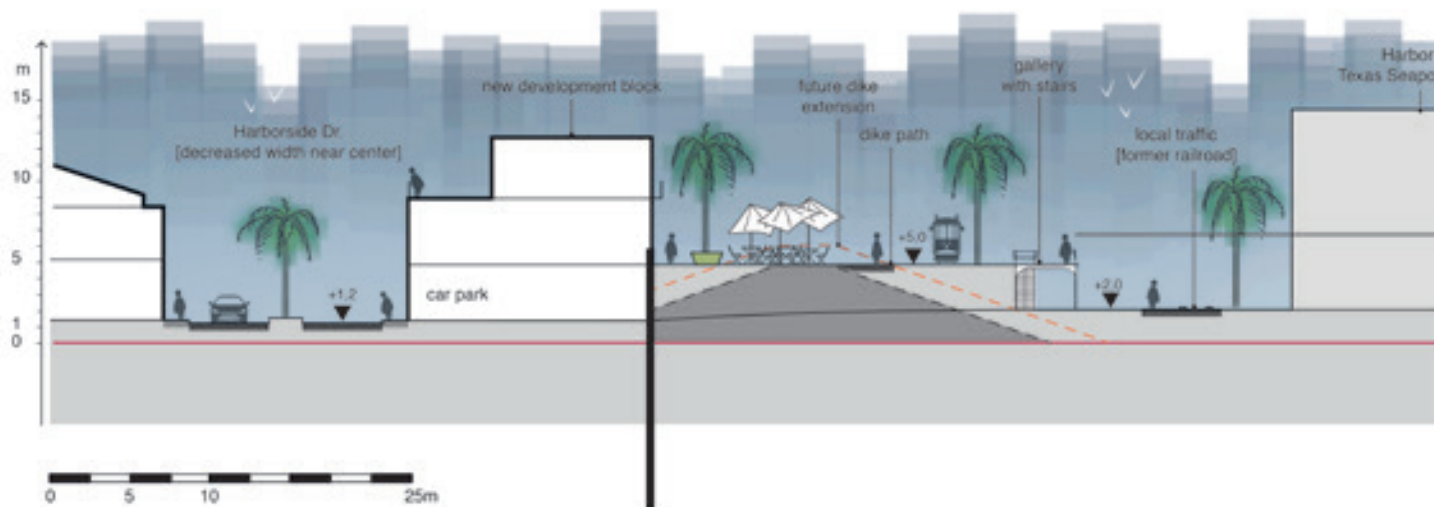 m
15
10
5
1
0
Harborside Dr
[decreased width near center]
new development block
future dike
extension
dike path
gallery
with stairs
local traffic
[former railroad]
Harbor
Texas Seapo
+1,2
car park
+5,0
+2,0
0 5 10 25m